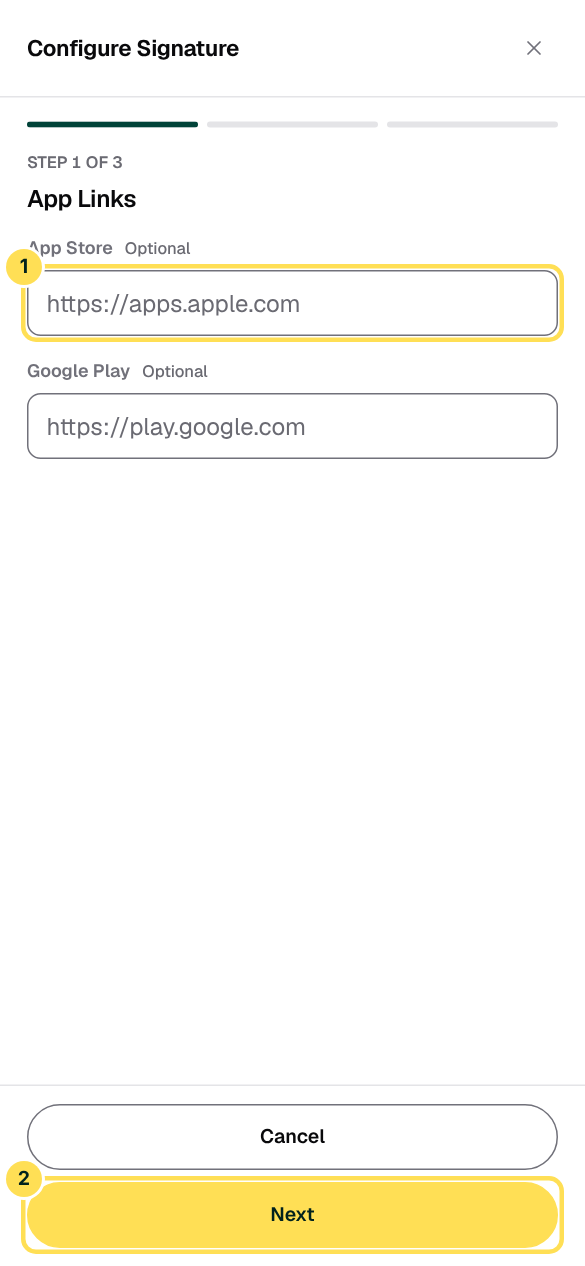 Configure Signature
STEP 1 OF 3
App Links
App Store Optional
1
https://apps.apple.com
Google Play Optional
https://play.google.com
Cancel
2
Next